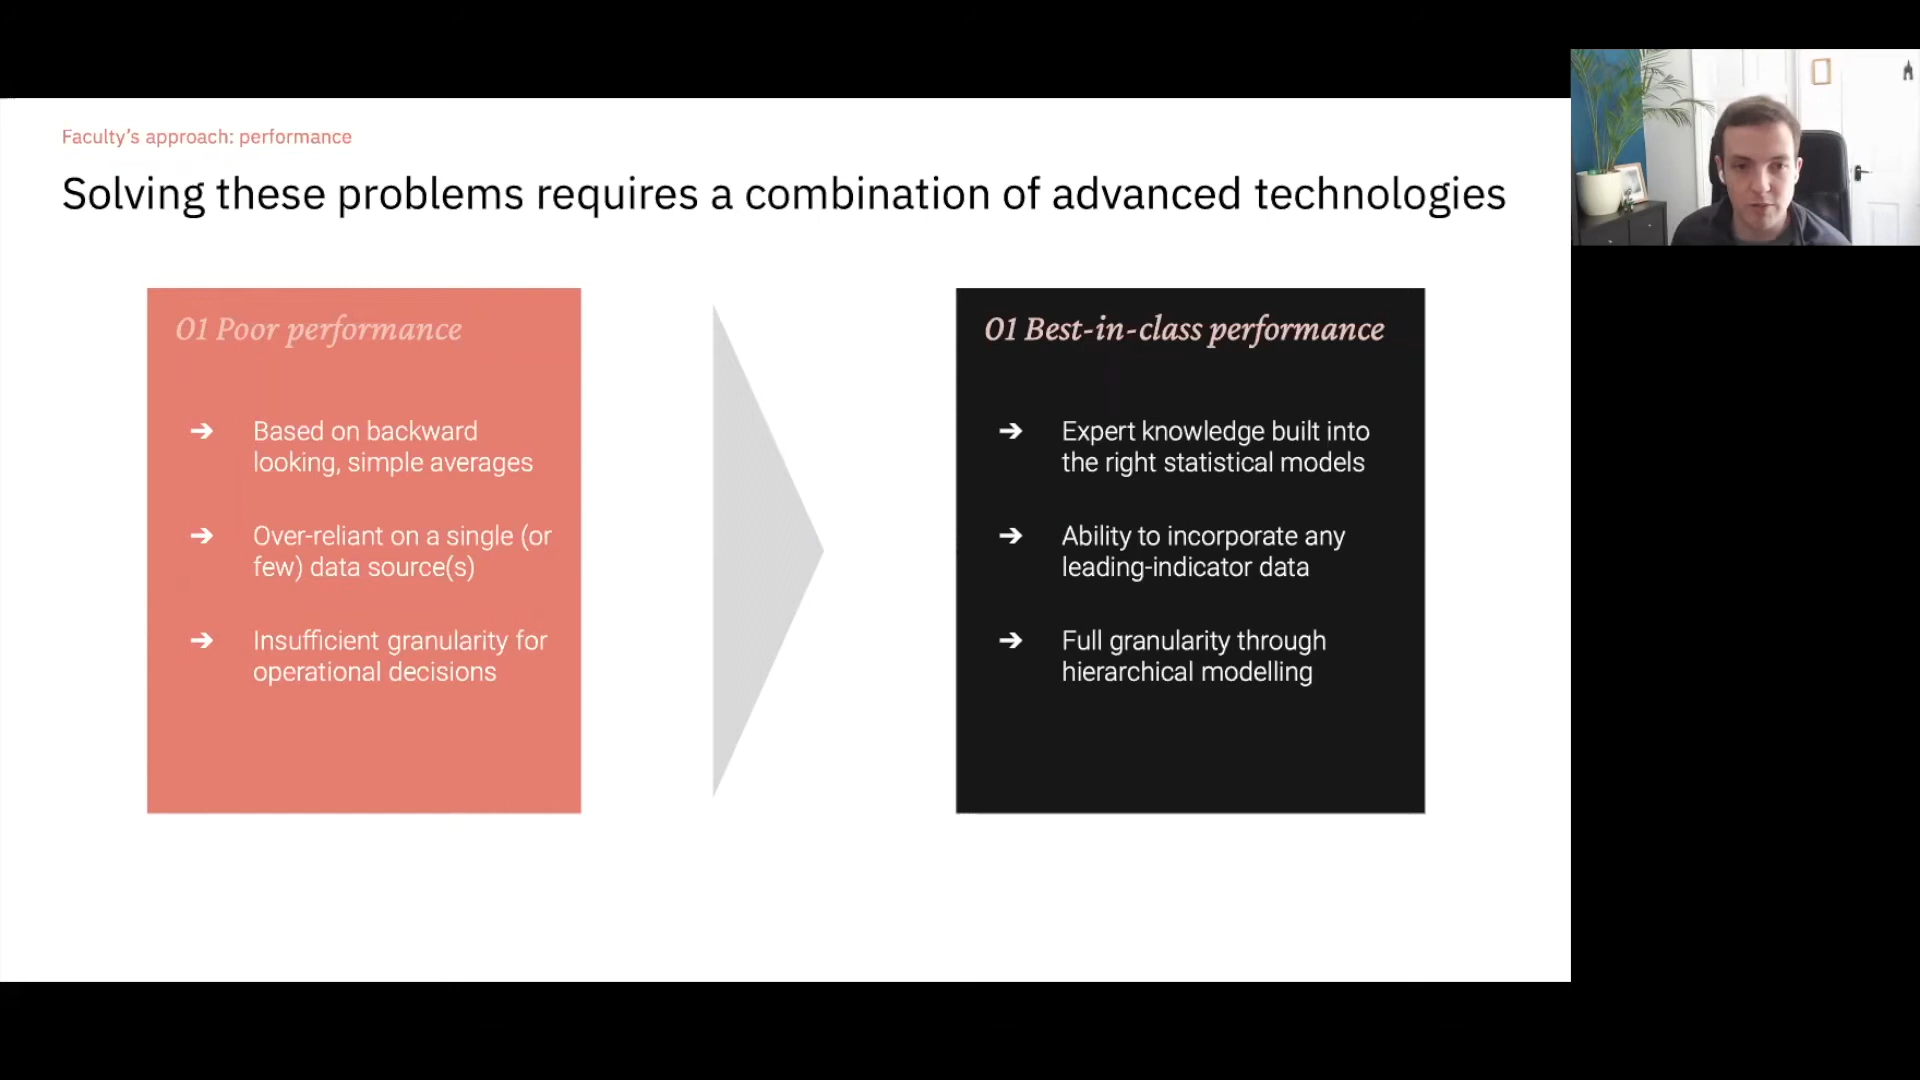 Faculty's approach: performance
Solving these problems requires a combination of advanced technologies
01 Poor performance
➔ Based on backward
looking, simple averages
➔ Over-reliant on a single (or
few) data source(s)
➔ Insufficient granularity for
operational decisions
01 Best-in-class performance
➔ Expert knowledge built into
the right statistical models
➔ Ability to incorporate any
leading-indicator data
➔ Full granularity through
hierarchical modelling